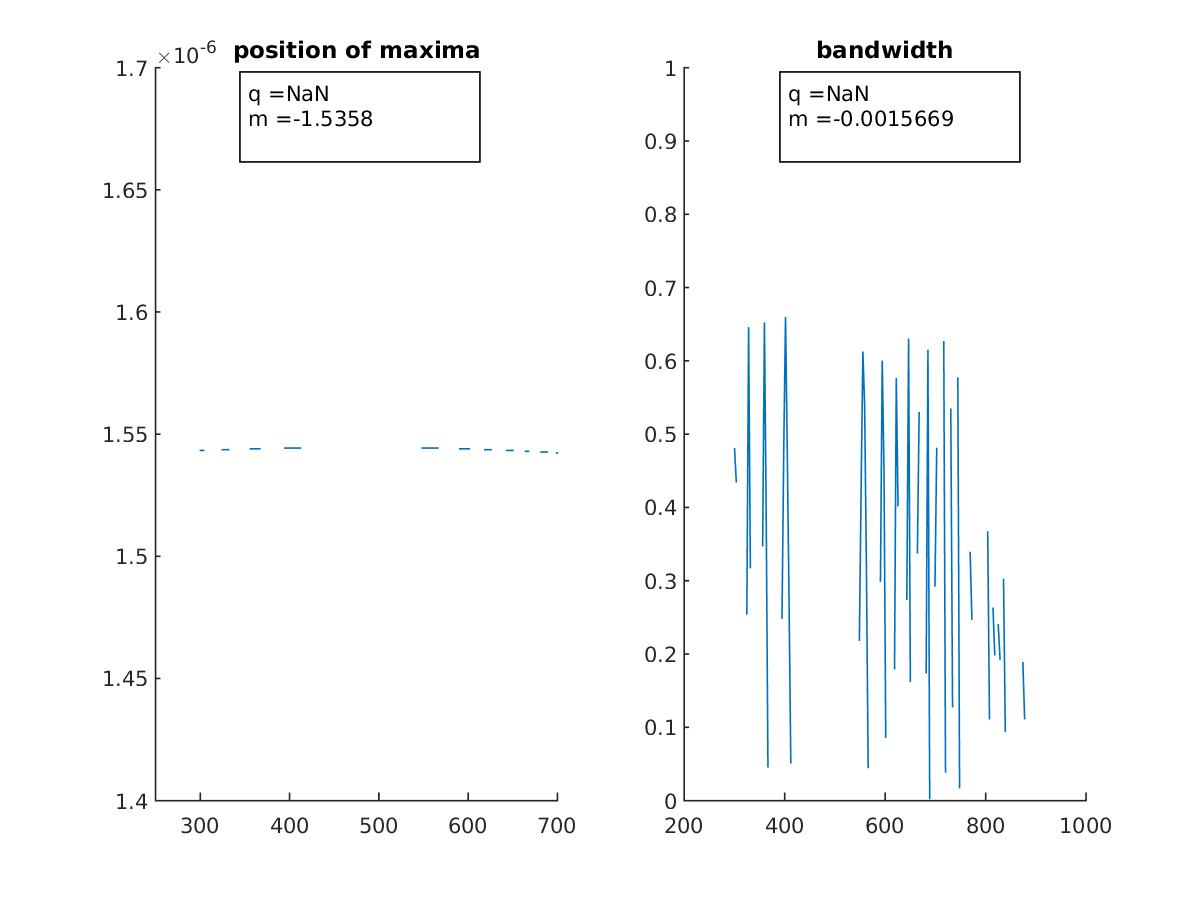 ×10-6
position of maxima
q =NaN
m =-1.5358
1.7
1.65
1.6
1.55
1.5
1.45
1.4
300 400 500 600 700
bandwidth
q =NaN
m =-0.0015669
1
0.9
0.8
0.7
0.6
0.5
0.4
0.3
0.2
0.1
0
200 400 600 800 1000